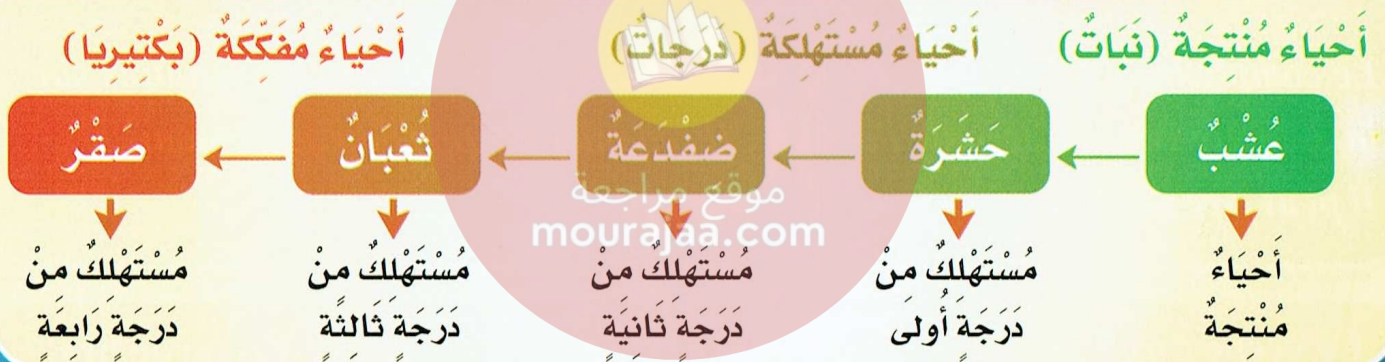 أَحْيَاءٌ مُنْتِجَةٌ (نَبَاتٌ) أَحْيَاءٌ مُسْتَهْلِكَةٌ (دَرَجَاتٌ) أَحْيَاءٌ مُفَكِّكَةٌ (بَكْتِيرِيَا)
عُشْبٌ حَشَرَةٌ ضِفْدَعَةٌ ثُعْبَانٌ صَقْرٌ
موقع مراجعة
mourajaa.com
أَحْيَاءٌ مُسْتَهْلِكٌ مِنْ مُسْتَهْلِكٌ مِنْ مُسْتَهْلِكٌ مِنْ مُسْتَهْلِكٌ مِنْ
مُنْتِجَةٌ دَرَجَةٍ أُولَى دَرَجَةٍ ثَانِيَةٍ دَرَجَةٍ ثَالِثَةٍ دَرَجَةٍ رَابِعَةٍ